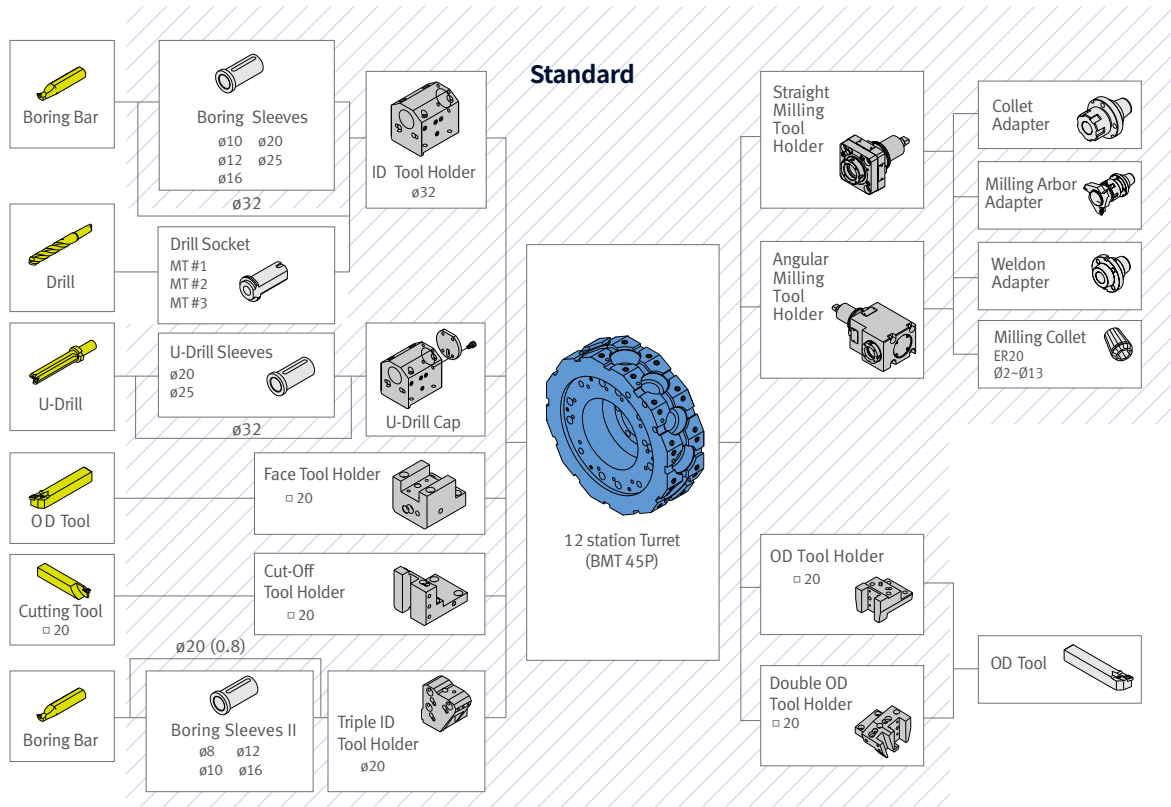 Standard
Boring Bar
Boring Sleeves
ø10 ø20
ø12 ø25
ø16
ø32
ID Tool Holder
ø32
Drill
Drill Socket
MT #1
MT #2
MT #3
U-Drill
U-Drill Sleeves
ø20
ø25
ø32
U-Drill Cap
OD Tool
Face Tool Holder
□ 20
Cutting Tool
□ 20
Cut-Off
Tool Holder
□ 20
ø20 (0.8)
Boring Bar
Boring Sleeves II
ø8 ø12
ø10 ø16
Triple ID
Tool Holder
ø20
12 station Turret
(BMT 45P)
Straight
Milling
Tool
Holder
Angular
Milling
Tool
Holder
Collet
Adapter
Milling Arbor
Adapter
Weldon
Adapter
Milling Collet
ER20
Ø2~Ø13
OD Tool Holder
□ 20
Double OD
Tool Holder
□ 20
OD Tool